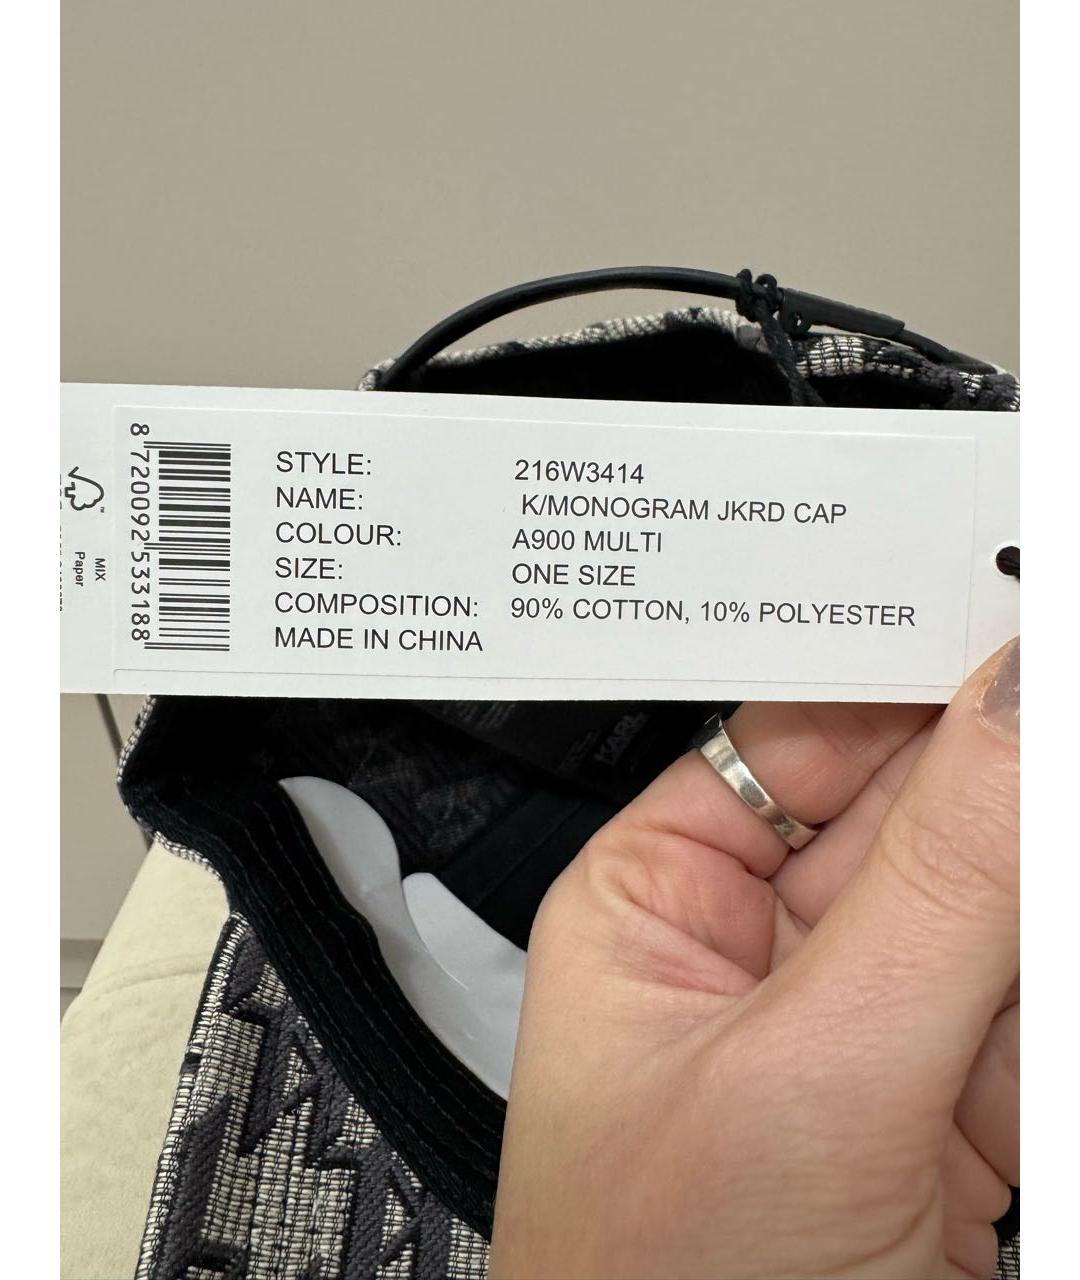 STYLE: 216W3414
NAME: K/MONOGRAM JKRD CAP
COLOUR: A900 MULTI
SIZE: ONE SIZE
COMPOSITION: 90% COTTON, 10% POLYESTER
MADE IN CHINA
8 720092 533188
MIX
Paper
KARL